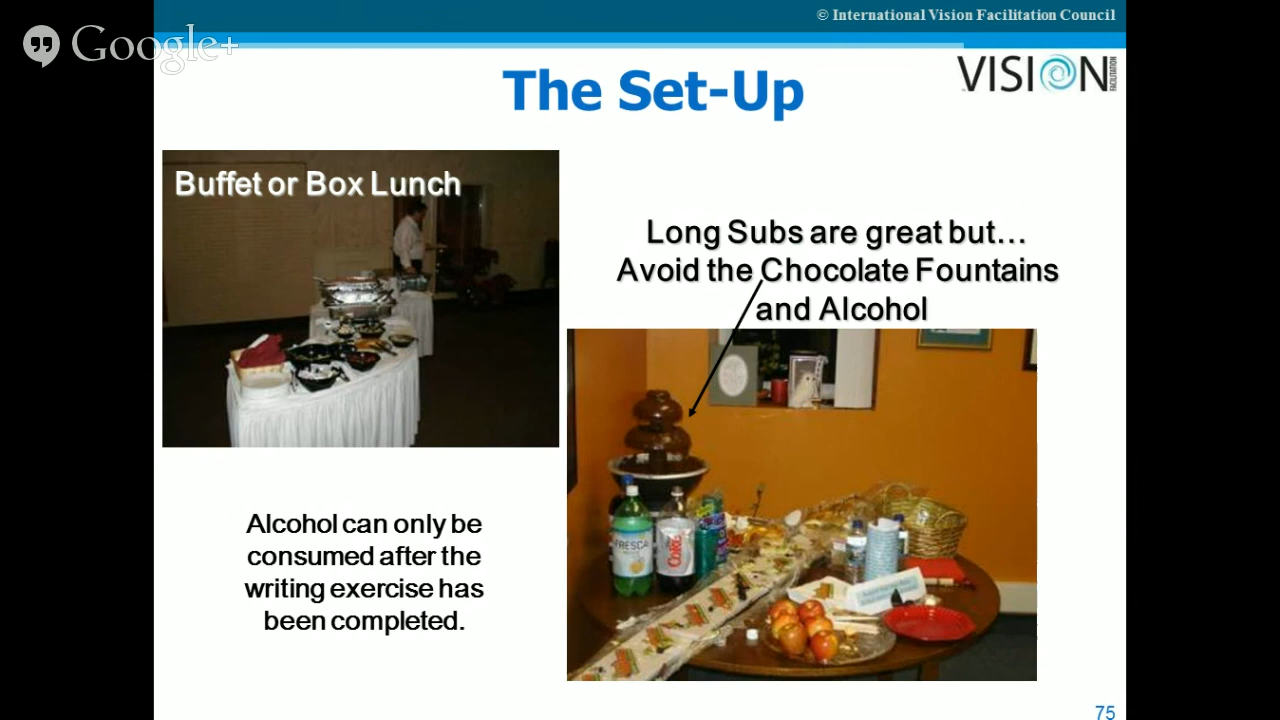 © International Vision Facilitation Council
Google+
VISION
FACILITATION
The Set-Up
Buffet or Box Lunch
Long Subs are great but…
Avoid the Chocolate Fountains
and Alcohol
Alcohol can only be
consumed after the
writing exercise has
been completed.
FRESCA
Coke
75